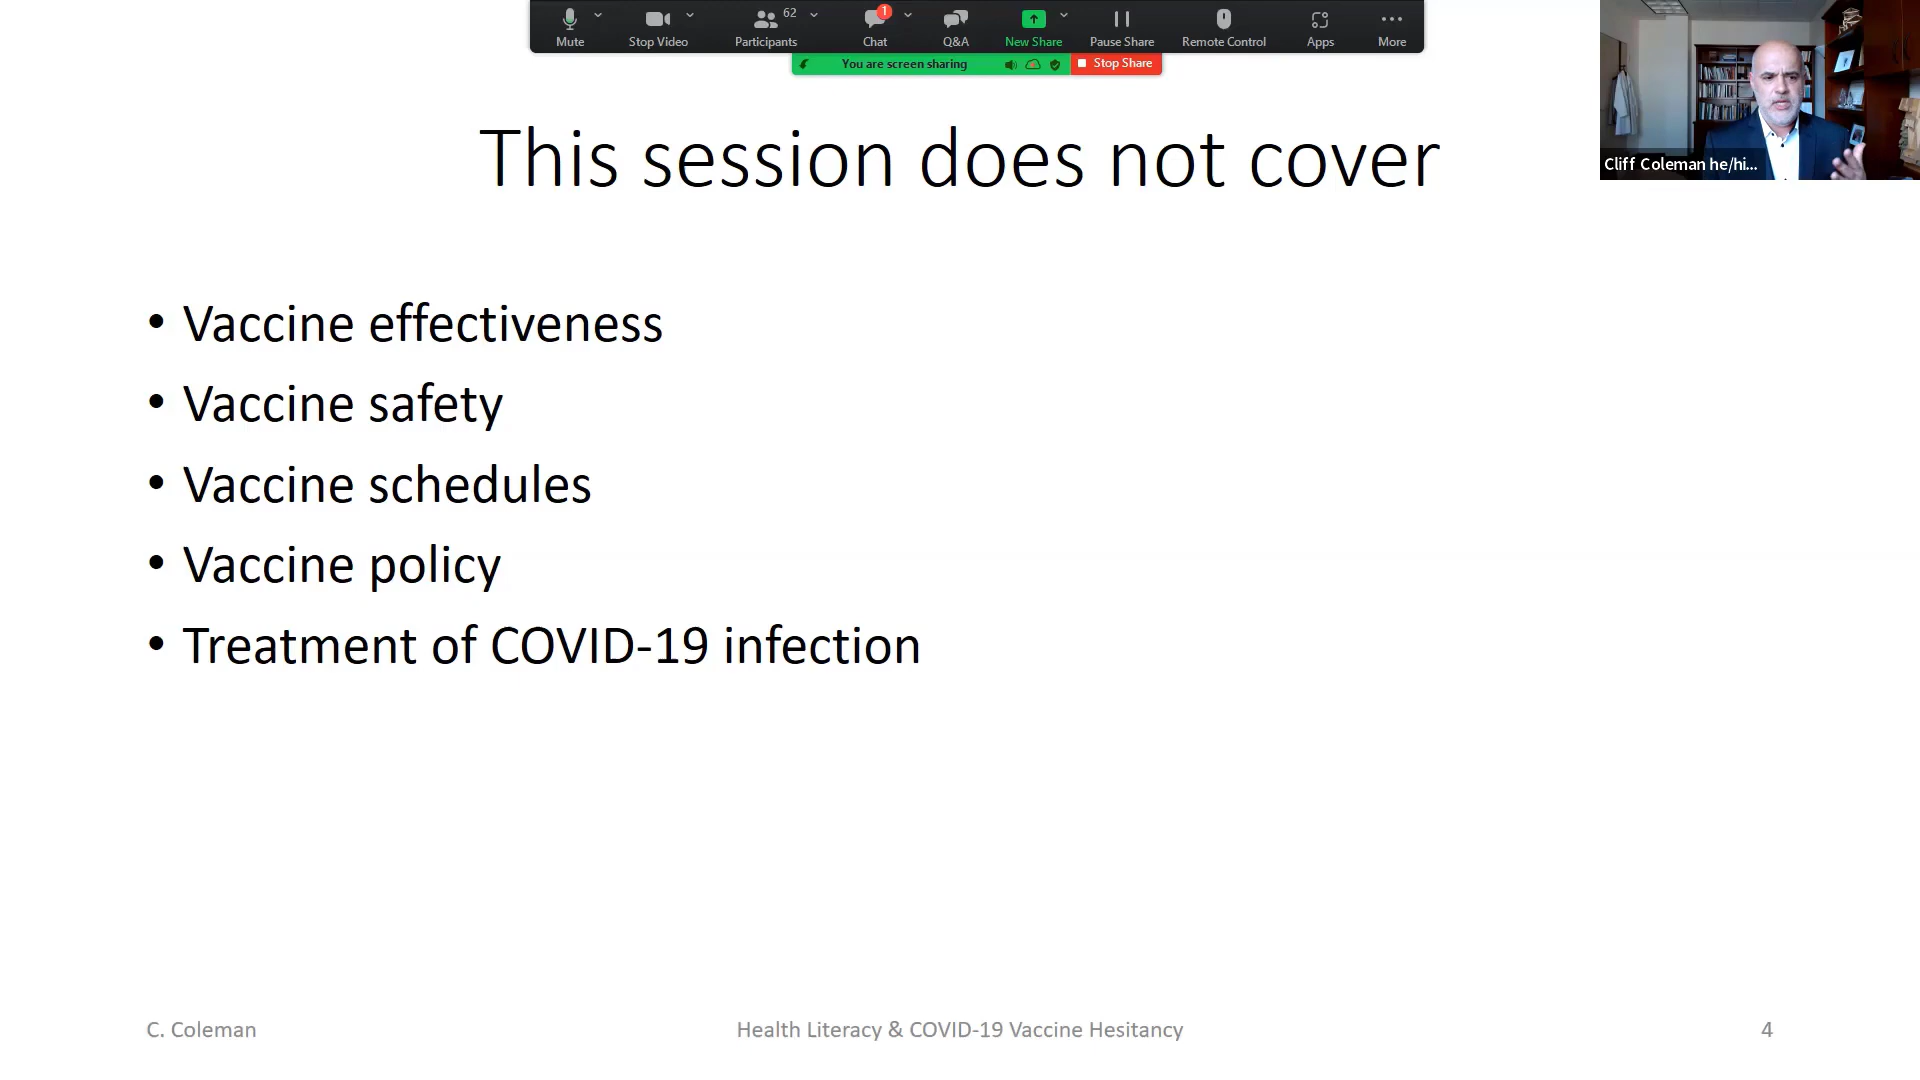 62
1
Mute
Stop Video
Participants
Chat
Q&A
New Share
Pause Share
Remote Control
Apps
More
You are screen sharing
Stop Share
Cliff Coleman he/hi...
This session does not cover
• Vaccine effectiveness
• Vaccine safety
• Vaccine schedules
• Vaccine policy
• Treatment of COVID-19 infection
C. Coleman
Health Literacy & COVID-19 Vaccine Hesitancy
4